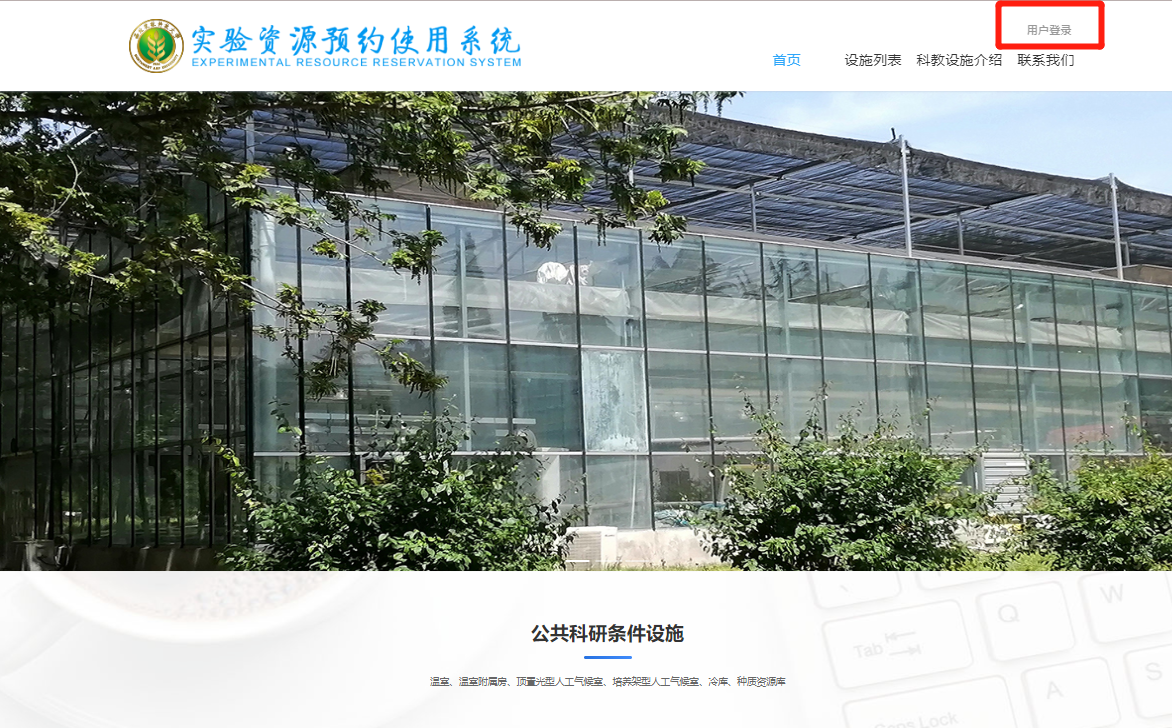 实验资源预约使用系统
EXPERIMENTAL RESOURCE RESERVATION SYSTEM
用户登录
首页 设施列表 科教设施介绍 联系我们
公共科研条件设施
温室、温室附属房、顶置光型人工气候室、培养架型人工气候室、冷库、种质资源库
Tab
Q
W
A
S
Caps Lock